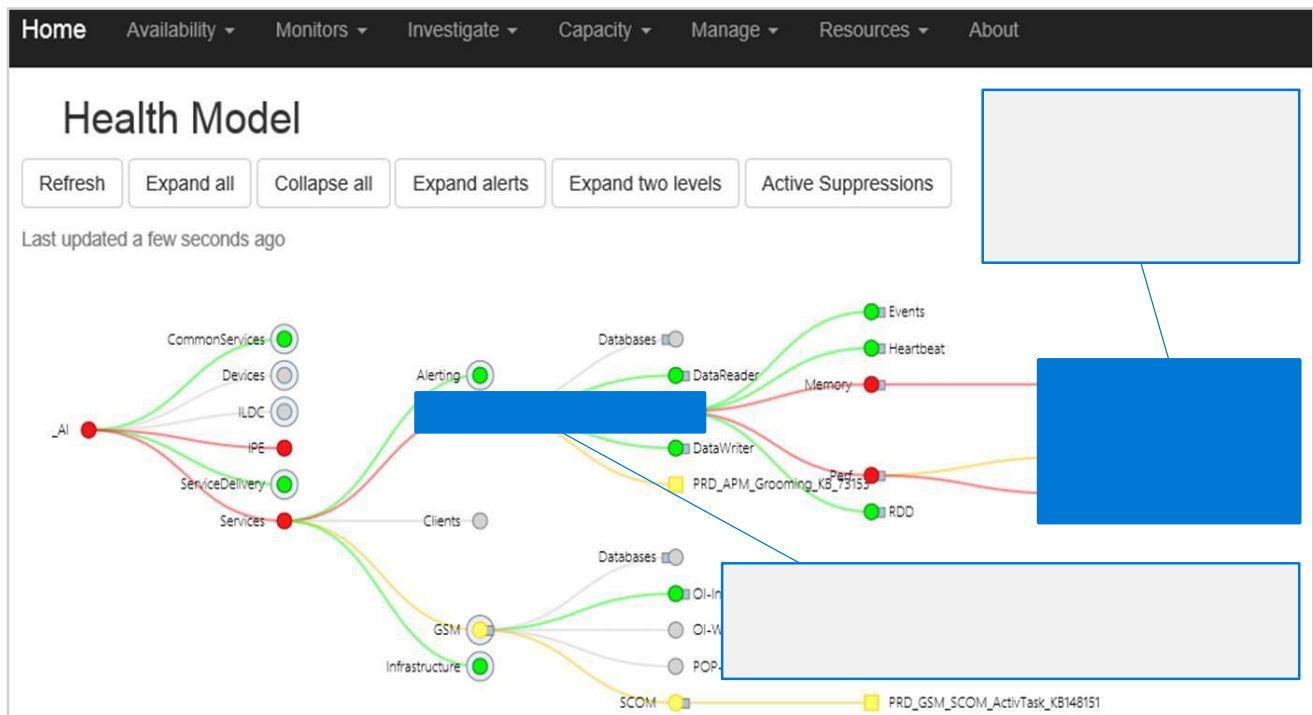 Home Availability Monitors Investigate Capacity Manage Resources About
Health Model
Refresh Expand all Collapse all Expand alerts Expand two levels Active Suppressions
Last updated a few seconds ago
Events
CommonServices Databases
Heartbeat
Devices Alerting DataReader
Memory
ILDC
_AI
IPE DataWriter
Perf
ServiceDelivery PRD_APM_Grooming_KB_73153
RDD
Services Clients
Databases
GSM
Infrastructure
SCOM PRD_GSM_SCOM_ActivTask_KB148151